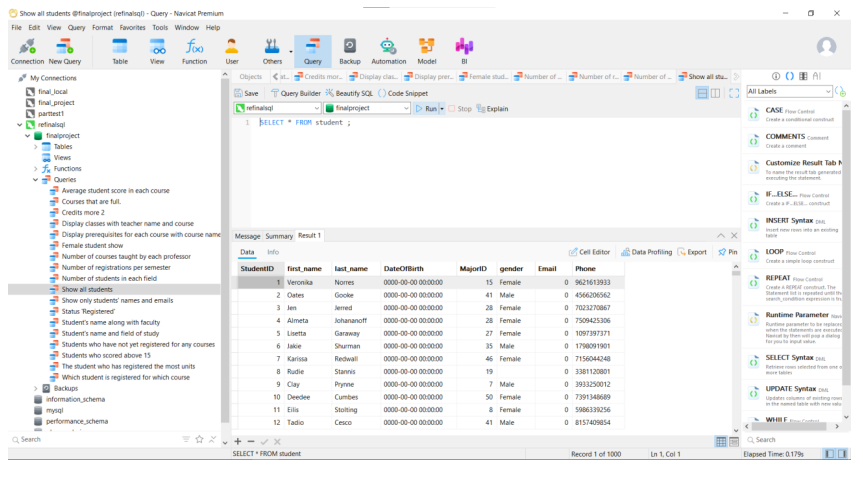 Show all students @finalproject (refinalsql) - Query - Navicat Premium
File Edit View Query Format Favorites Tools Window Help
Connection New Query Table View Function User Others Query Backup Automation Model BI
My Connections
final_local
final_project
parttest1
refinalsql
finalproject
Tables
Views
Functions
Queries
Average student score in each course
Courses that are full.
Credits more 2
Display classes with teacher name and course
Display prerequisites for each course with course name
Female student show
Number of courses taught by each professor
Number of registrations per semester
Number of students in each field
Show all students
Show only students' names and emails
Status 'Registered'
Student's name along with faculty
Student's name and field of study
Students who have not yet registered for any courses
Students who scored above 15
The student who has registered the most units
Which student is registered for which course
Backups
information_schema
mysql
performance_schema
Search
Objects st... Credits mor... Display clas... Display prer... Female stud... Number of ... Number of r... Number of ... Show all stu...
Save Query Builder Beautify SQL () Code Snippet
refinalsql finalproject Run Stop Explain
1 SELECT * FROM student ;
Message Summary Result 1
Data Info Cell Editor Data Profiling Export Pin
StudentID first_name last_name DateOfBirth MajorID gender Email Phone
1 Veronika Norres 0000-00-00 00:00:00 15 Female 0 9621613933
2 Oates Gooke 0000-00-00 00:00:00 41 Male 0 4566206562
3 Jen Jerred 0000-00-00 00:00:00 28 Female 0 7023270867
4 Almeta Johananoff 0000-00-00 00:00:00 28 Female 0 7509425306
5 Lisetta Garaway 0000-00-00 00:00:00 27 Female 0 1097397371
6 Jakie Shurman 0000-00-00 00:00:00 35 Male 0 1798091901
7 Karissa Redwall 0000-00-00 00:00:00 46 Female 0 7156044248
8 Rudie Stannis 0000-00-00 00:00:00 19 0 3381120801
9 Clay Prynne 0000-00-00 00:00:00 7 Male 0 3933250012
10 Deedee Cumbes 0000-00-00 00:00:00 50 Female 0 7391348689
11 Eilis Stolting 0000-00-00 00:00:00 8 Female 0 5986339256
12 Tadio Cesco 0000-00-00 00:00:00 41 Male 0 8157409854
SELECT * FROM student Record 1 of 1000 Ln 1, Col 1 Elapsed Time: 0.179s
All Labels
CASE Flow Control
Create a conditional construct
COMMENTS Comment
Create a comment
Customize Result Tab N
To name the result tab generated
executing the statement.
IF...ELSE... Flow Control
Create a IF...ELSE... construct
INSERT Syntax DML
Insert new rows into an existing
table
LOOP Flow Control
Create a simple loop construct
REPEAT Flow Control
Create A REPEAT construct. The
Statement list is repeated until the
search_condition expression is tru
Runtime Parameter Navi
Runtime parameter to be replace
when the statements are executed
Navicat by then will pop a dialog
for you to input value.
SELECT Syntax DML
Retrieve rows selected from one o
more tables
UPDATE Syntax DML
Updates columns of existing rows
in the named table with new valu
WHILE Flow Control
Search